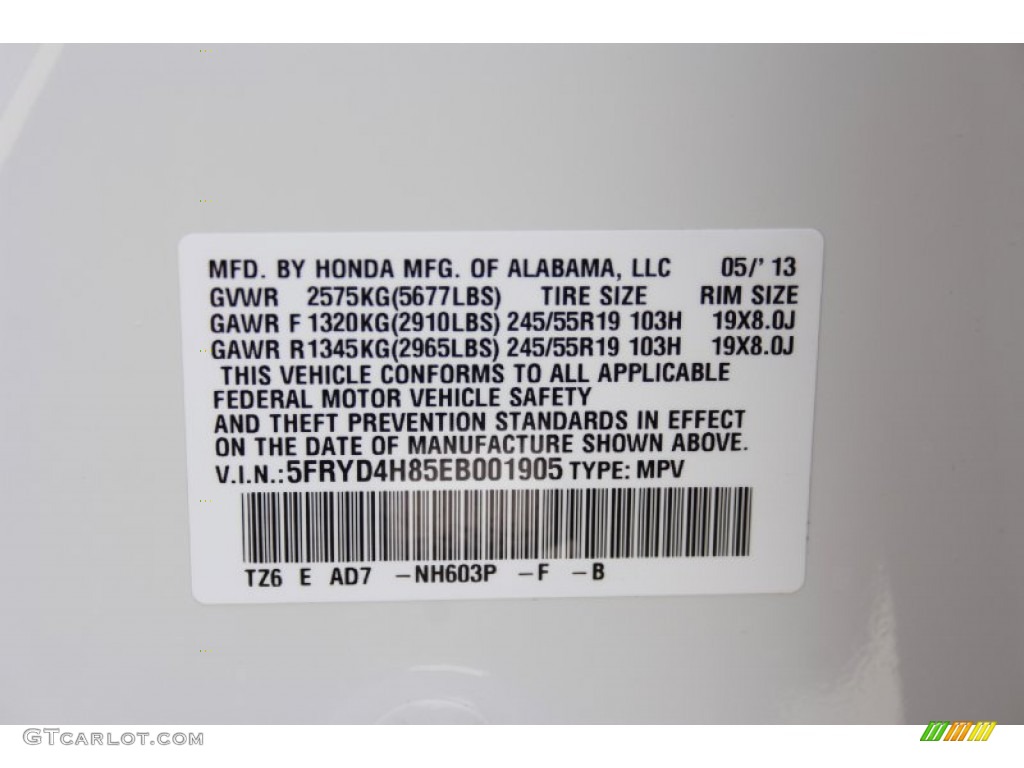 MFD. BY HONDA MFG. OF ALABAMA, LLC 05/' 13
GVWR 2575KG(5677LBS) TIRE SIZE RIM SIZE
GAWR F 1320KG(2910LBS) 245/55R19 103H 19X8.0J
GAWR R1345KG(2965LBS) 245/55R19 103H 19X8.0J
THIS VEHICLE CONFORMS TO ALL APPLICABLE
FEDERAL MOTOR VEHICLE SAFETY
AND THEFT PREVENTION STANDARDS IN EFFECT
ON THE DATE OF MANUFACTURE SHOWN ABOVE.
V.I.N.: 5FRYD4H85EB001905 TYPE: MPV
TZ6 E AD7 –NH603P –F –B
GTCARLOT.COM